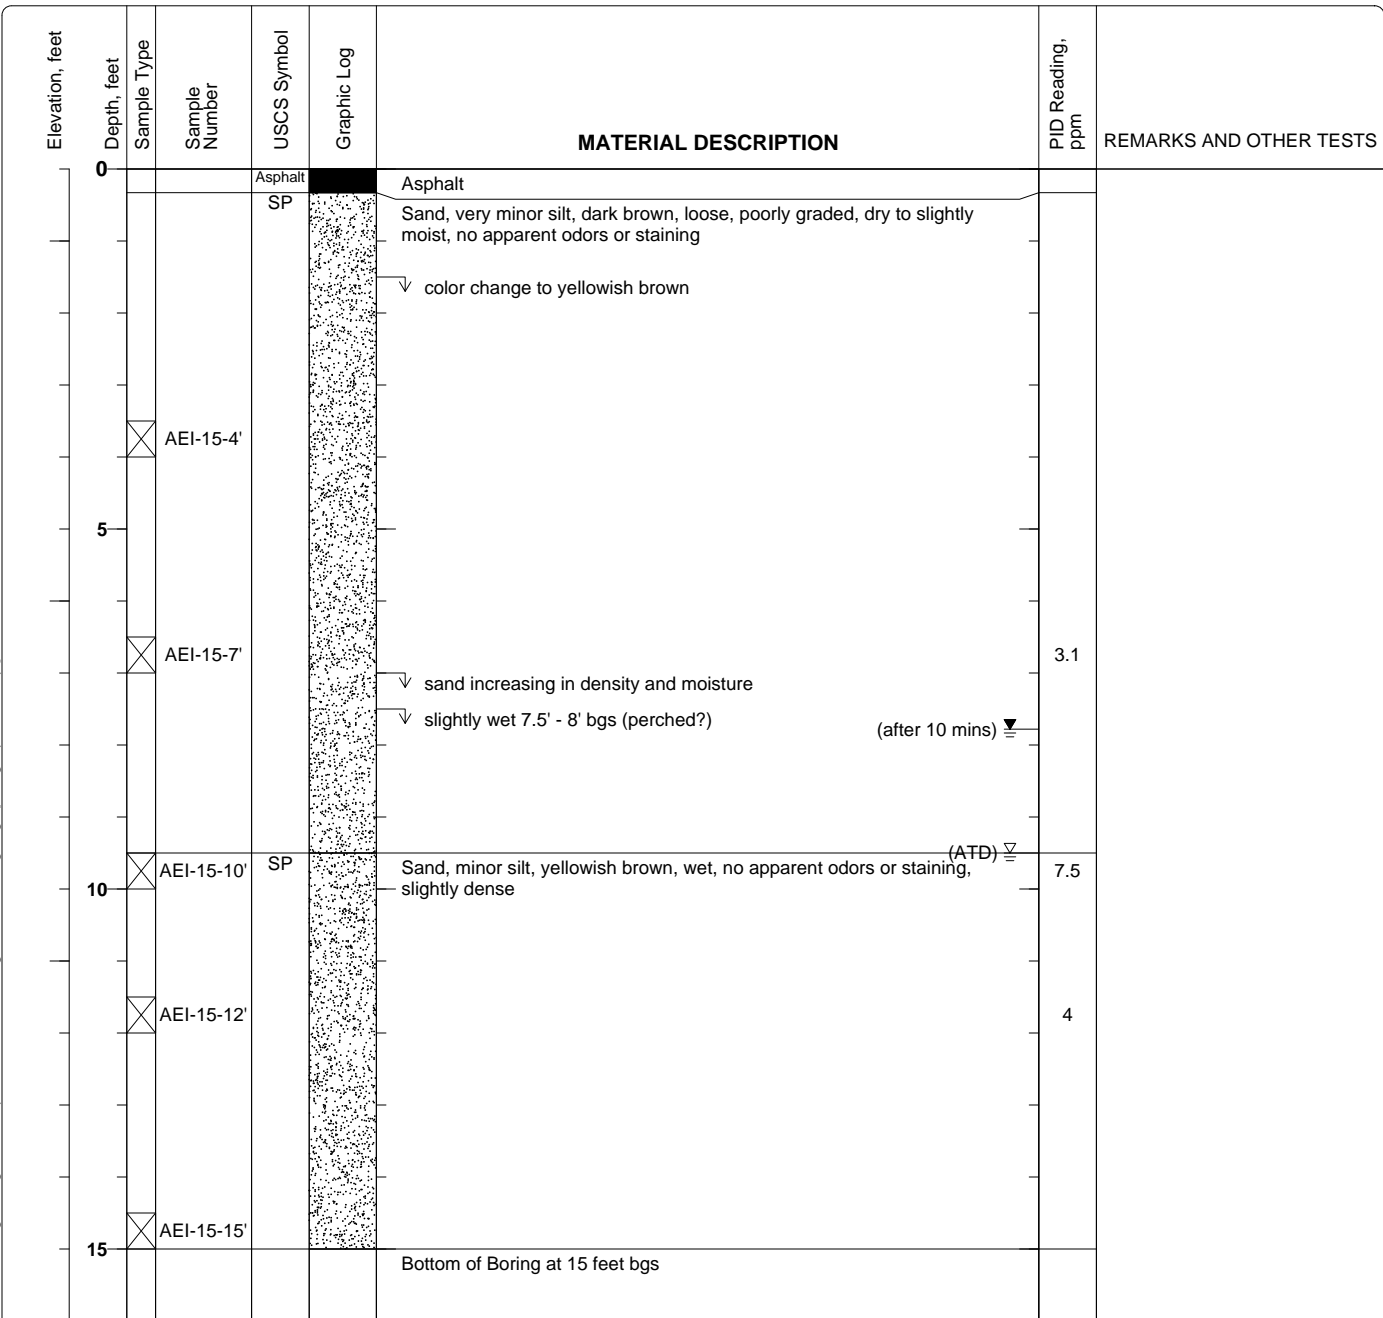 Elevation, feet
Depth, feet
Sample Type
Sample
Number
USCS Symbol
Graphic Log
MATERIAL DESCRIPTION
PID Reading,
ppm
REMARKS AND OTHER TESTS
0
Asphalt
Asphalt
SP
Sand, very minor silt, dark brown, loose, poorly graded, dry to slightly
moist, no apparent odors or staining
color change to yellowish brown
AEI-15-4'
5
AEI-15-7'
3.1
sand increasing in density and moisture
slightly wet 7.5' - 8' bgs (perched?)
(after 10 mins)
(ATD)
SP
AEI-15-10'
Sand, minor silt, yellowish brown, wet, no apparent odors or staining,
slightly dense
7.5
10
AEI-15-12'
4
AEI-15-15'
15
Bottom of Boring at 15 feet bgs